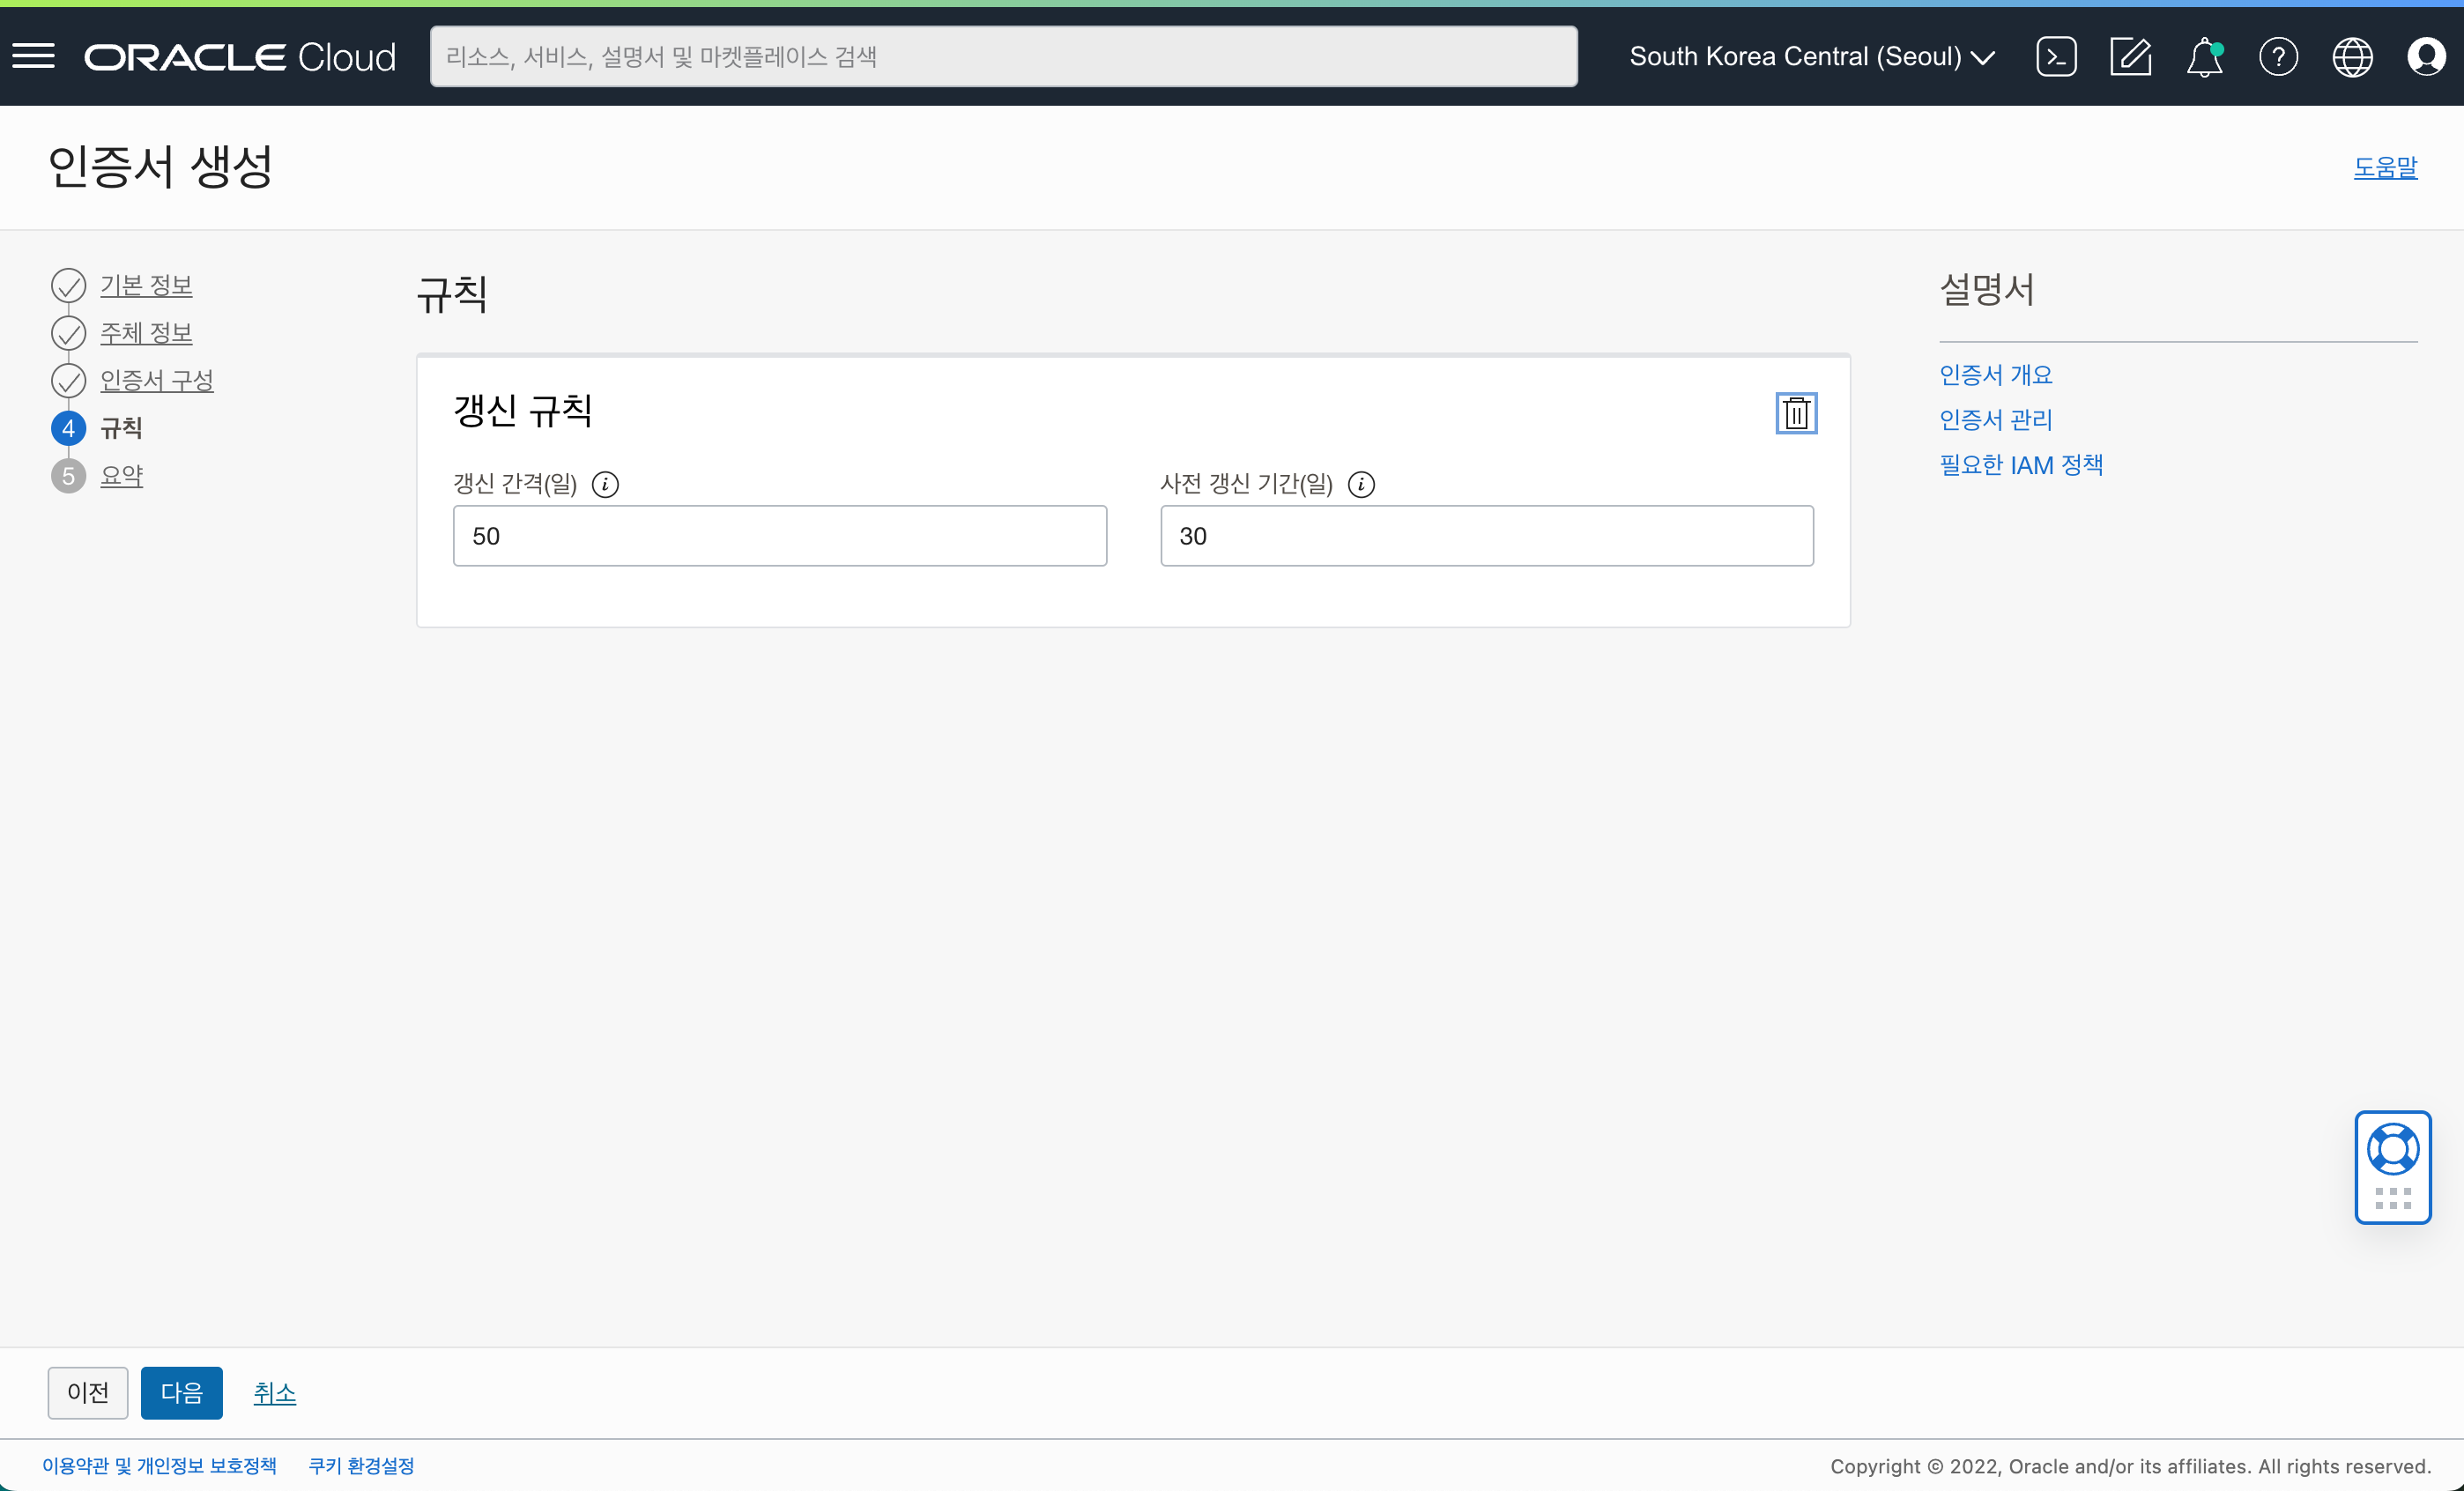 ORACLE Cloud
리소스, 서비스, 설명서 및 마켓플레이스 검색
South Korea Central (Seoul)
인증서 생성
도움말
기본 정보
주체 정보
인증서 구성
4 규칙
5 요약
규칙
갱신 규칙
갱신 간격(일)
50
사전 갱신 기간(일)
30
설명서
인증서 개요
인증서 관리
필요한 IAM 정책
이전 다음 취소
이용약관 및 개인정보 보호정책 쿠키 환경설정
Copyright © 2022, Oracle and/or its affiliates. All rights reserved.